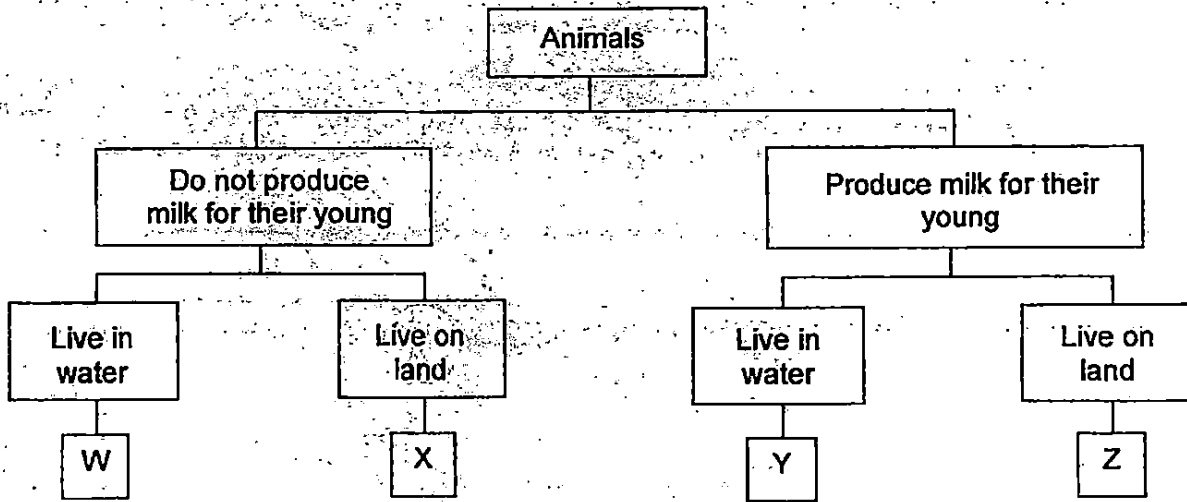 Animals
Do not produce
milk for their young
Produce milk for their
young
Live in
water
Live on
land
Live in
water
Live on
land
W
X
Y
Z